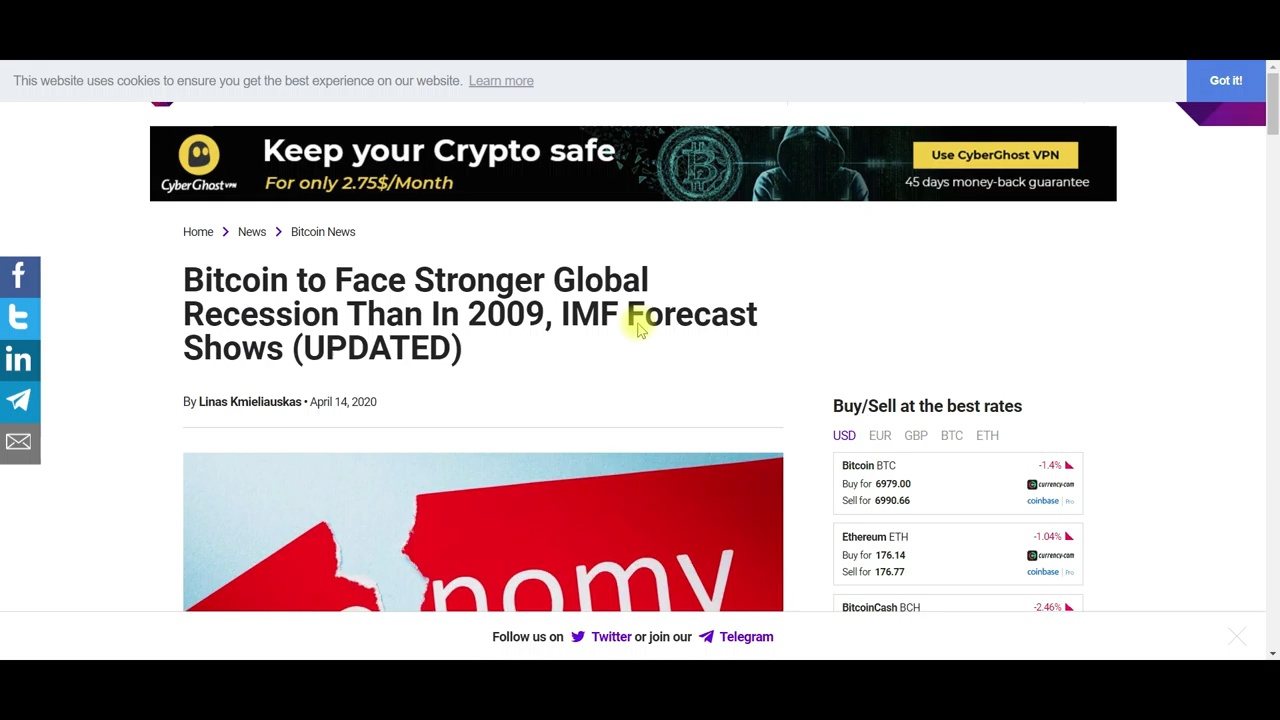 This website uses cookies to ensure you get the best experience on our website. Learn more
Got it!
CyberGhost VPN
Keep your Crypto safe
For only 2.75$/Month
Use CyberGhost VPN
45 days money-back guarantee
Home > News > Bitcoin News
Bitcoin to Face Stronger Global
Recession Than In 2009, IMF Forecast
Shows (UPDATED)
By Linas Kmieliauskas • April 14, 2020
nomy
Buy/Sell at the best rates
USD EUR GBP BTC ETH
Bitcoin BTC -1.4%
Buy for 6979.00 currency.com
Sell for 6990.66 coinbase Pro
Ethereum ETH -1.04%
Buy for 176.14 currency.com
Sell for 176.77 coinbase Pro
BitcoinCash BCH -2.46%
Follow us on Twitter or join our Telegram